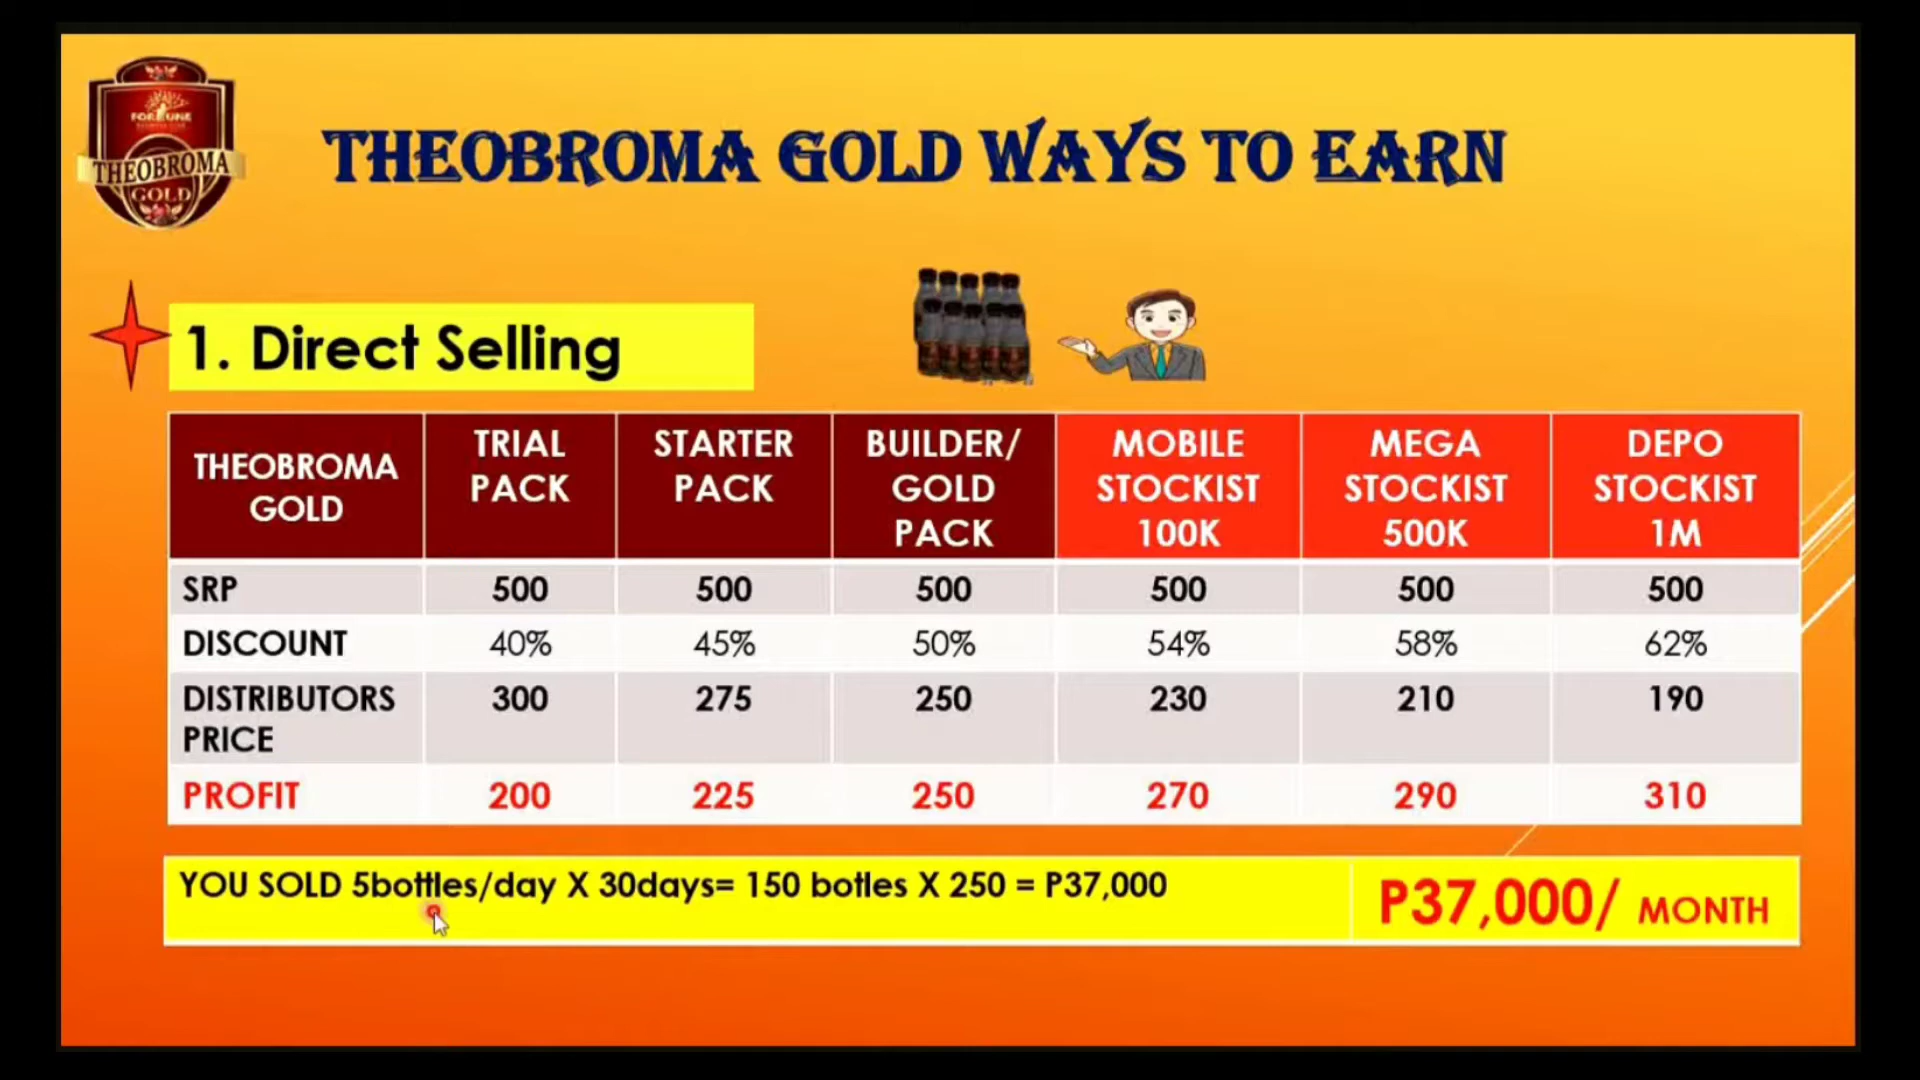 FORTUNE
THEOBROMA
GOLD
THEOBROMA GOLD WAYS TO EARN
1. Direct Selling
THEOBROMA GOLD TRIAL PACK STARTER PACK BUILDER/ GOLD PACK MOBILE STOCKIST 100K MEGA STOCKIST 500K DEPO STOCKIST 1M
SRP 500 500 500 500 500 500
DISCOUNT 40% 45% 50% 54% 58% 62%
DISTRIBUTORS PRICE 300 275 250 230 210 190
PROFIT 200 225 250 270 290 310
YOU SOLD 5bottles/day X 30days= 150 botles X 250 = P37,000
P37,000/ MONTH